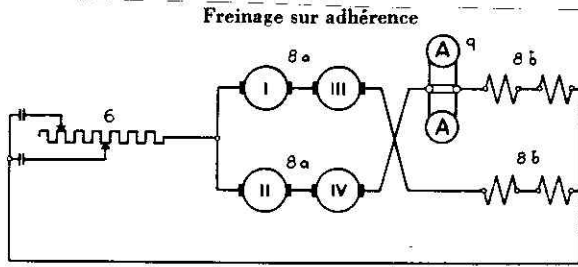 Freinage sur adhérence
8a 9 8b
A
6
I III
A
8a 8b
II IV